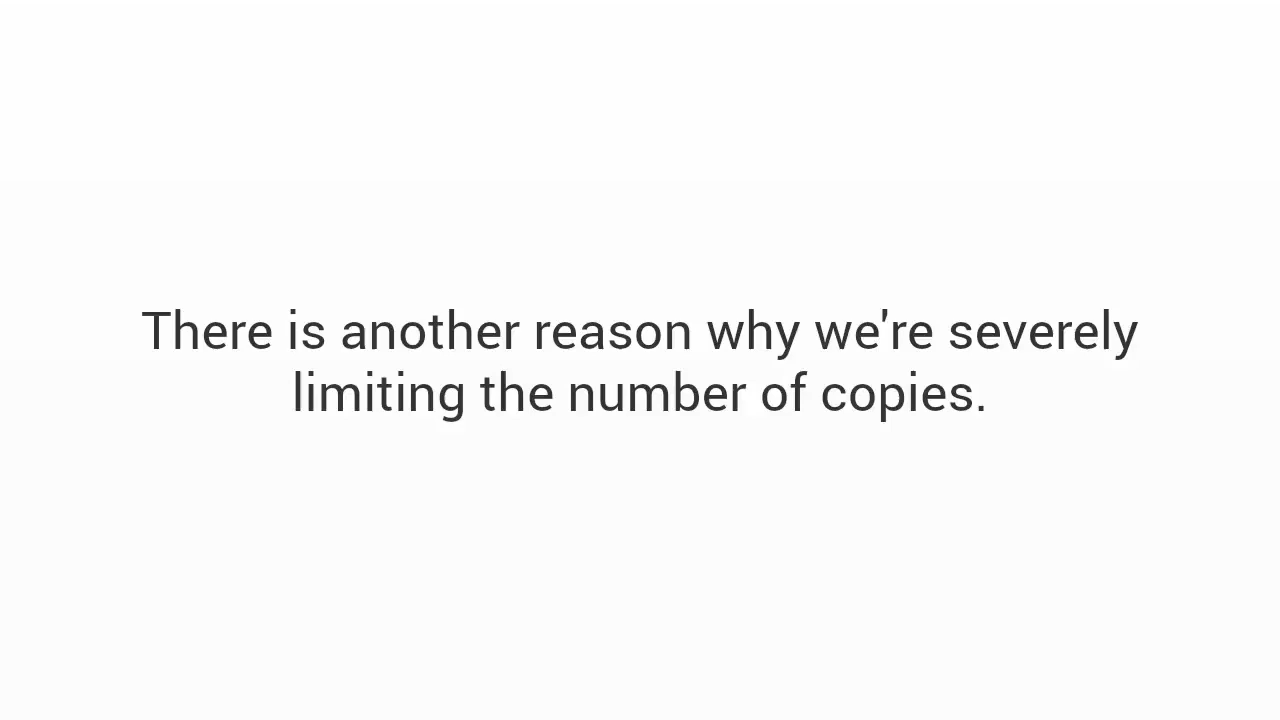 There is another reason why we're severely
limiting the number of copies.